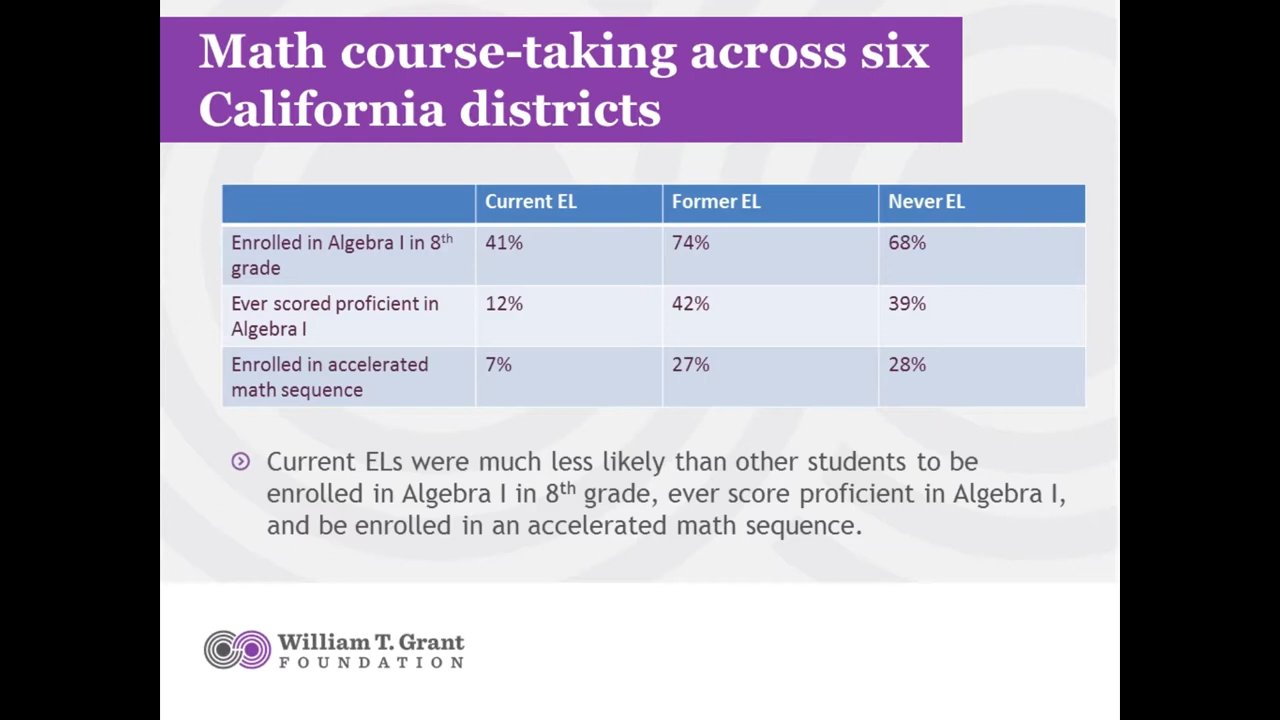 Math course-taking across six
California districts
Current EL Former EL Never EL
Enrolled in Algebra I in 8th 41% 74% 68%
grade
Ever scored proficient in 12% 42% 39%
Algebra I
Enrolled in accelerated 7% 27% 28%
math sequence
Current ELs were much less likely than other students to be
enrolled in Algebra I in 8th grade, ever score proficient in Algebra I,
and be enrolled in an accelerated math sequence.
William T. Grant
FOUNDATION